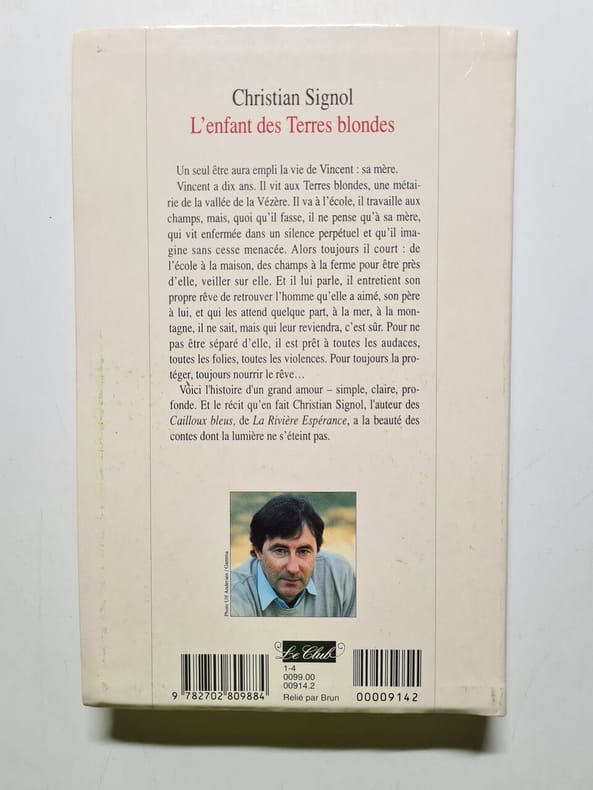 Christian Signol
L'enfant des Terres blondes
Un seul être aura empli la vie de Vincent : sa mère.
Vincent a dix ans. Il vit aux Terres blondes, une métai-
rie de la vallée de la Vézère. Il va à l'école, il travaille aux
champs, mais, quoi qu'il fasse, il ne pense qu'à sa mère,
qui vit enfermée dans un silence perpétuel et qu'il ima-
gine sans cesse menacée. Alors toujours il court : de
l'école à la maison, des champs à la ferme pour être près
d'elle, veiller sur elle. Et il lui parle, il entretient son
propre rêve de retrouver l'homme qu'elle a aimé, son père
à lui, et qui les attend quelque part, à la mer, à la mon-
tagne, il ne sait, mais qui leur reviendra, c'est sûr. Pour ne
pas être séparé d'elle, il est prêt à toutes les audaces,
toutes les folies, toutes les violences. Pour toujours la pro-
téger, toujours nourrir le rêve...
Voici l'histoire d'un grand amour – simple, claire, pro-
fonde. Et le récit qu'en fait Christian Signol, l'auteur des
Cailloux bleus, de La Rivière Espérance, a la beauté des
contes dont la lumière ne s'éteint pas.
Photo Ulf Andersen / Gamma
Le Club
1-4
0099.00
00914.2
Relié par Brun
9 782702 809884
00009142